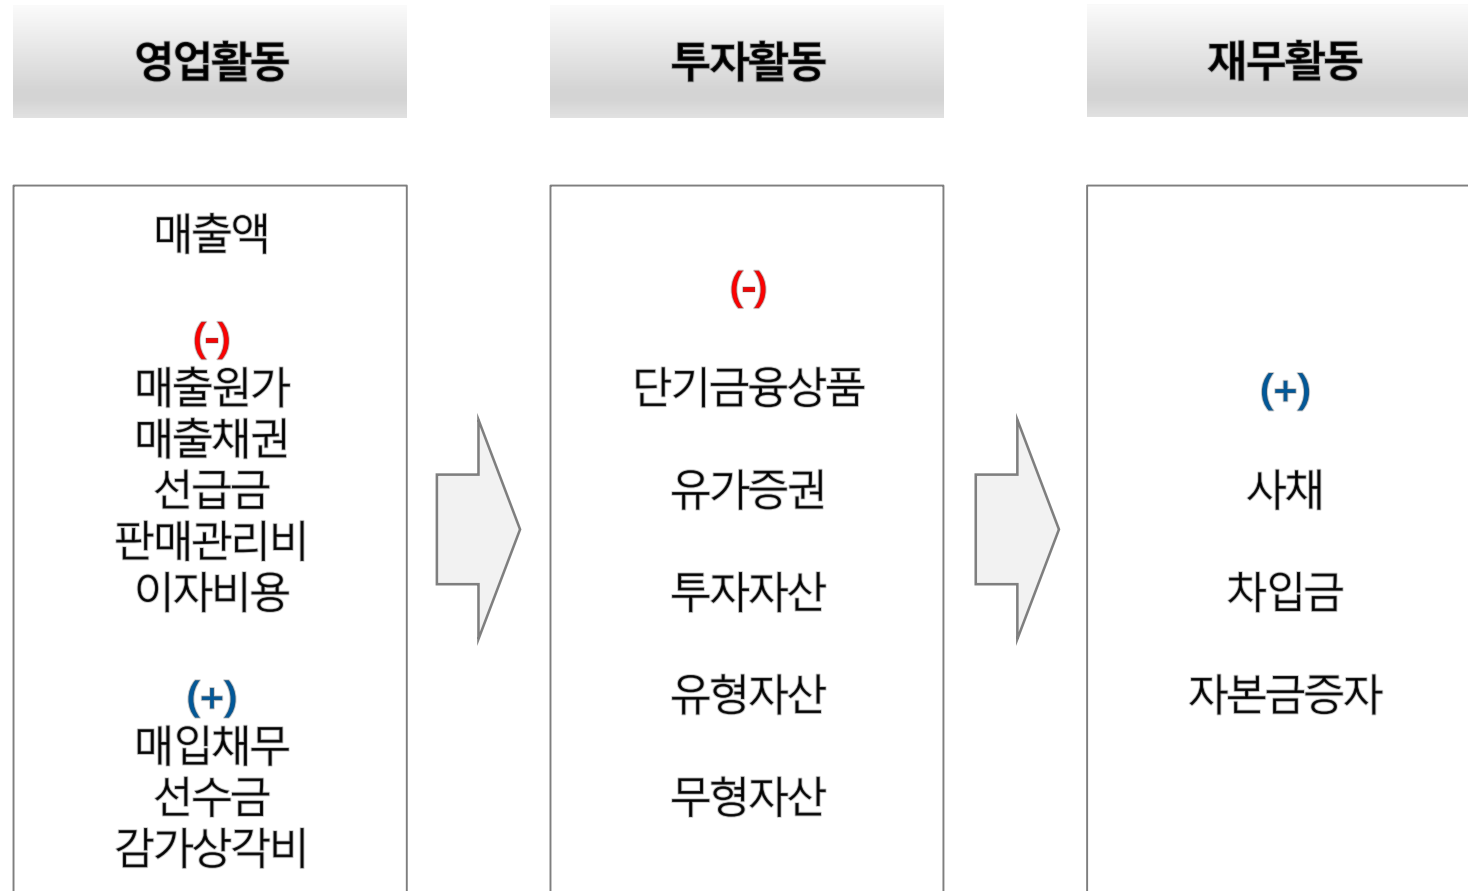 영업활동
매출액
(-)
매출원가
매출채권
선급금
판매관리비
이자비용
(+)
매입채무
선수금
감가상각비
투자활동
(-)
단기금융상품
유가증권
투자자산
유형자산
무형자산
재무활동
(+)
사채
차입금
자본금증자